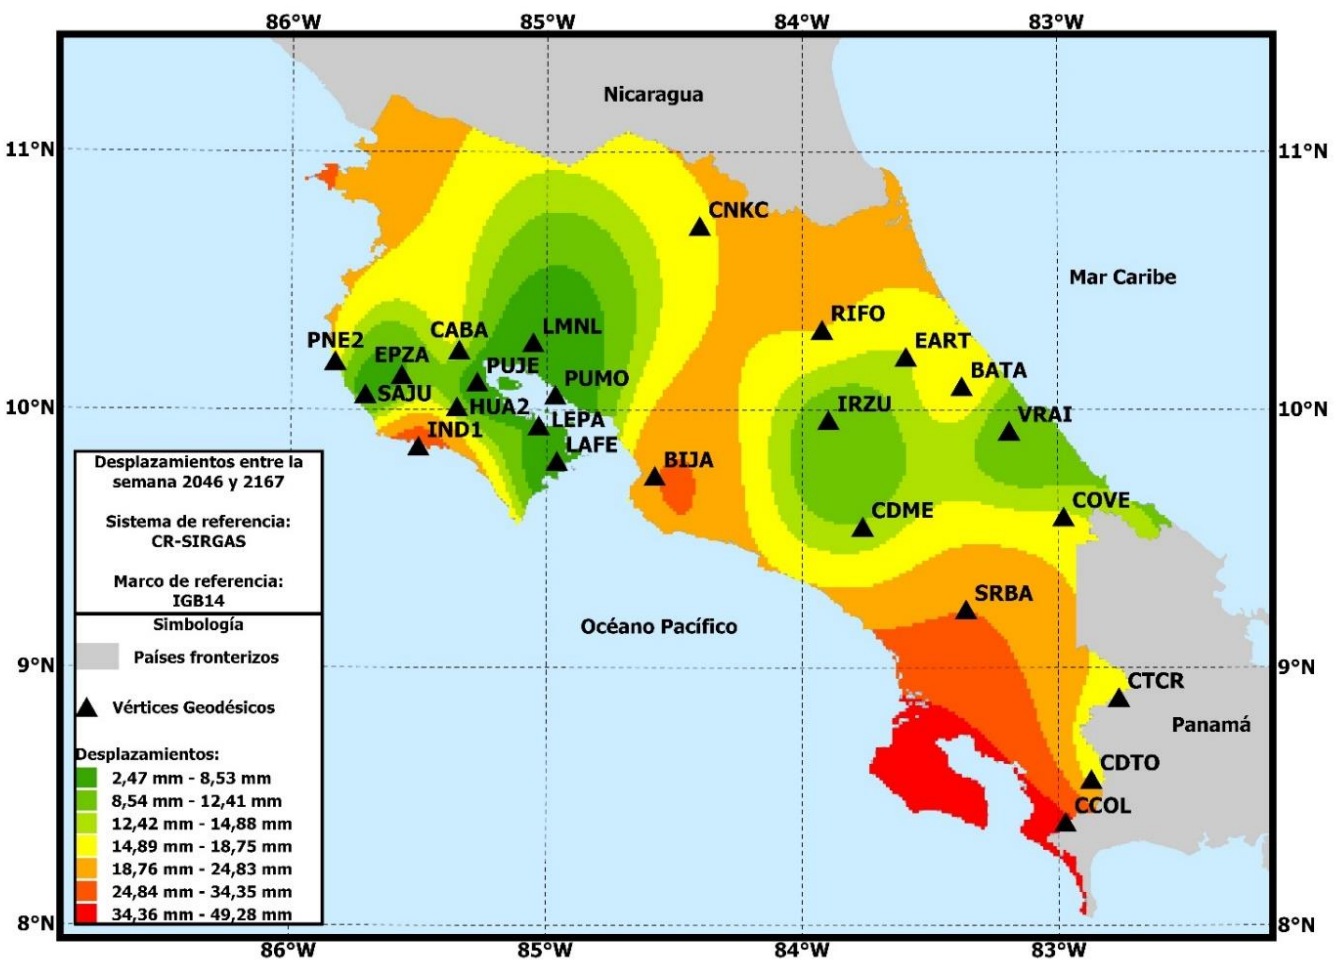 86°W 85°W 84°W 83°W
Nicaragua
11°N 11°N
CNKC
Mar Caribe
RIFO
LMNL
CABA
PNE2
EART
EPZA
PUJE
BATA
PUMO
SAJU
HUA2
IRZU
10°N 10°N
VRAI
LEPA
IND1
LAFE
BIJA
Desplazamientos entre la
semana 2046 y 2167
Sistema de referencia:
CR-SIRGAS
Marco de referencia:
IGB14
COVE
CDME
SRBA
Océano Pacífico
Simbología
Países fronterizos
9°N 9°N
CTCR
Vértices Geodésicos
Panamá
CDTO
CCOL
Desplazamientos:
2,47 mm - 8,53 mm
8,54 mm - 12,41 mm
12,42 mm - 14,88 mm
14,89 mm - 18,75 mm
18,76 mm - 24,83 mm
24,84 mm - 34,35 mm
34,36 mm - 49,28 mm
8°N 8°N
86°W 85°W 84°W 83°W